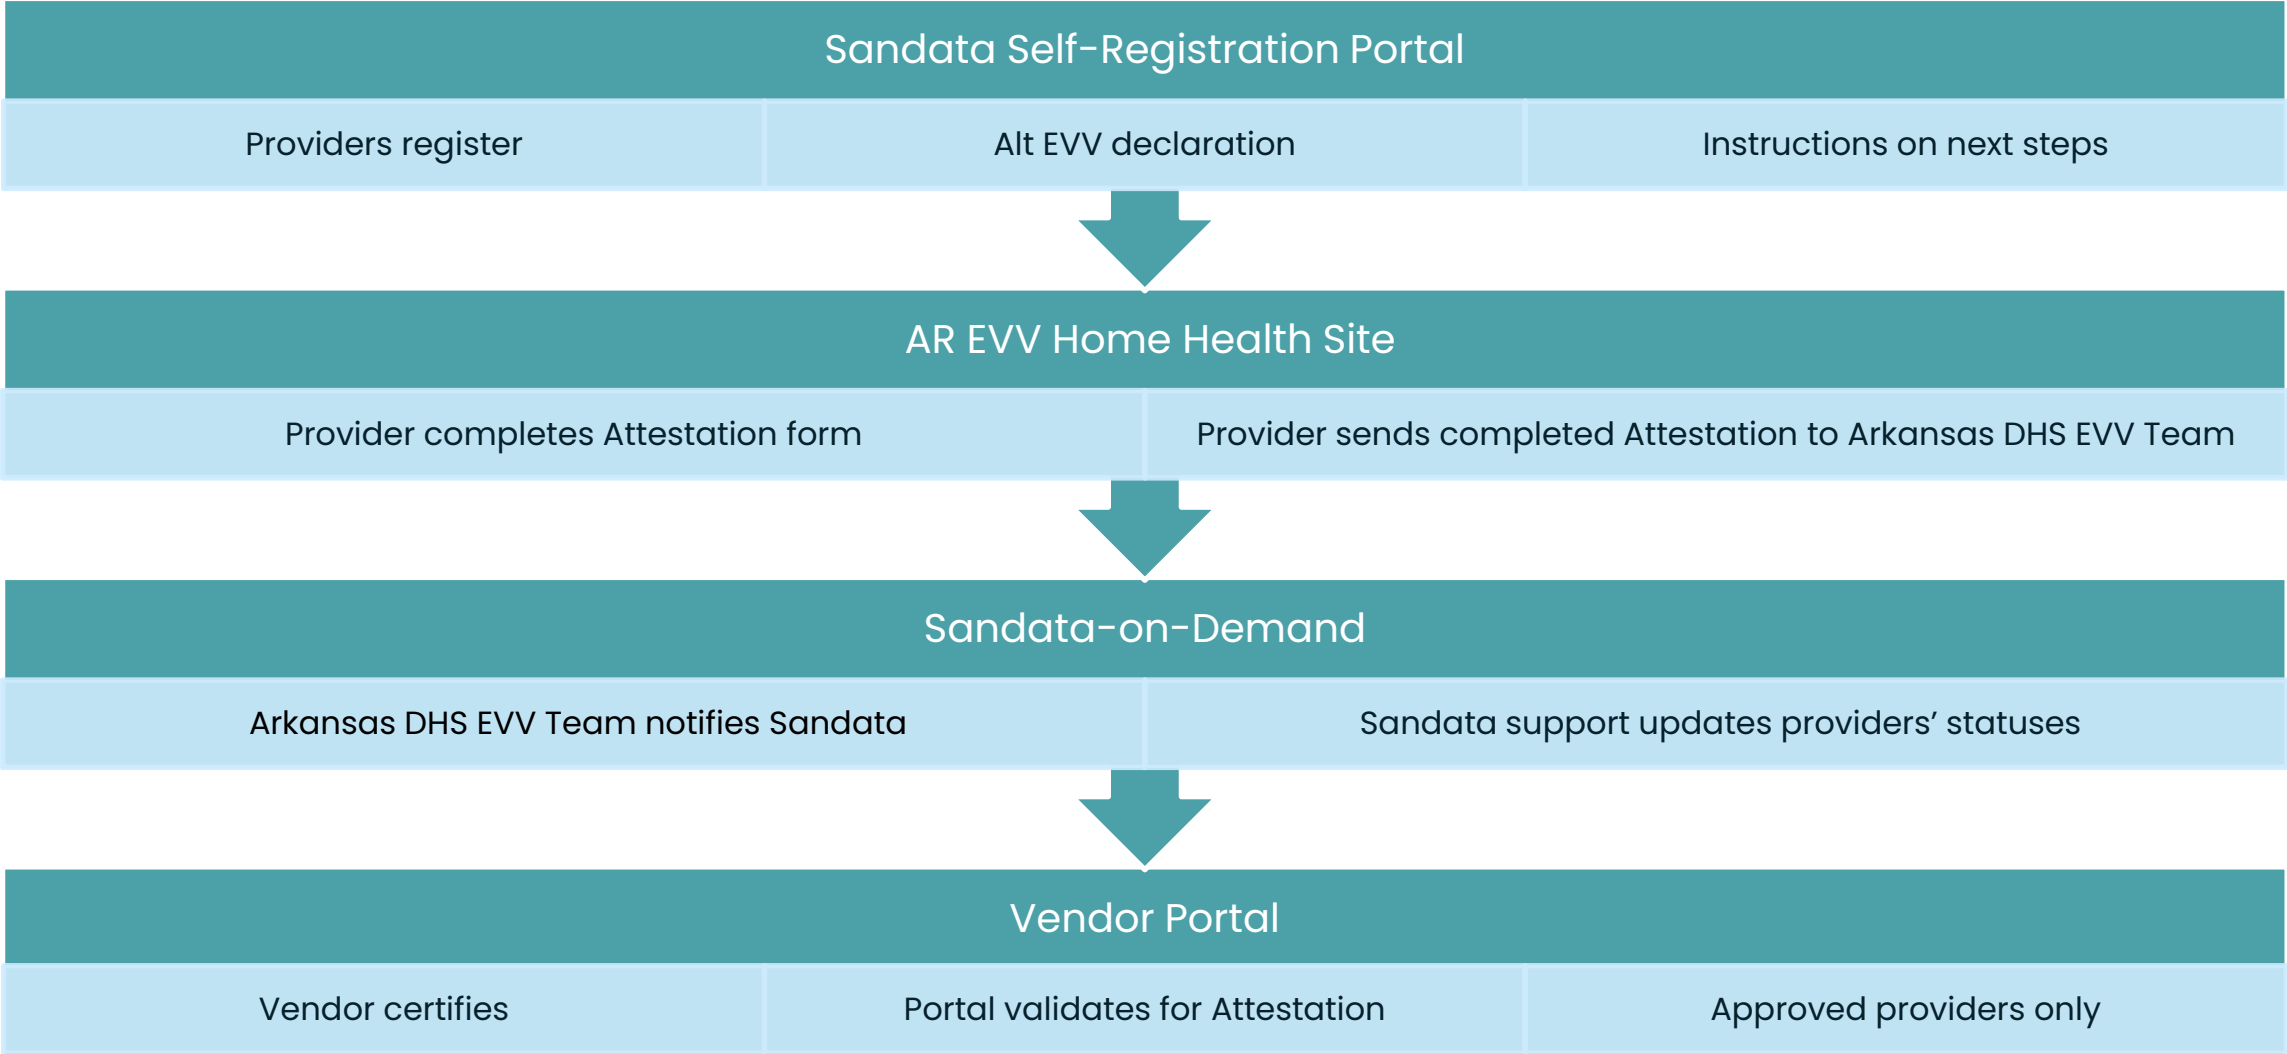 Sandata Self-Registration Portal
Providers register
Alt EVV declaration
Instructions on next steps
AR EVV Home Health Site
Provider completes Attestation form
Provider sends completed Attestation to Arkansas DHS EVV Team
Sandata-on-Demand
Arkansas DHS EVV Team notifies Sandata
Sandata support updates providers’ statuses
Vendor Portal
Vendor certifies
Portal validates for Attestation
Approved providers only